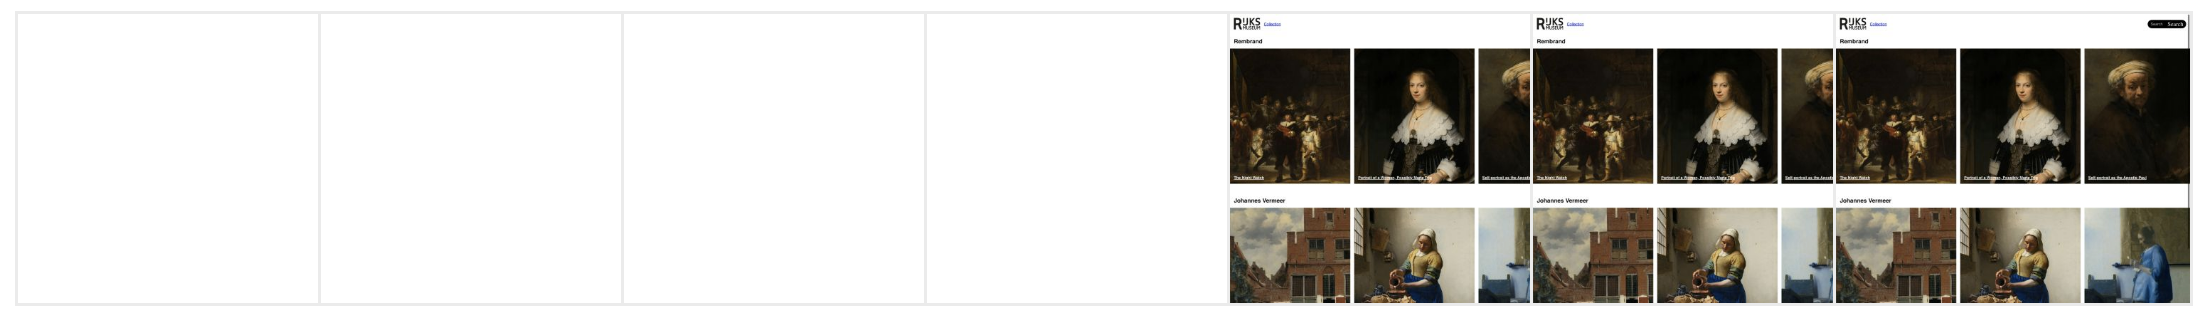 RIJKS MUSEUM Collection
Rembrand
The Night Watch
Portrait of a Woman, Possibly Maria Trip
Self-portrait as the Apostle
Johannes Vermeer
RIJKS MUSEUM Collection
Rembrand
The Night Watch
Portrait of a Woman, Possibly Maria Trip
Self-portrait as the Apostle
Johannes Vermeer
RIJKS MUSEUM Collection
Search Search
Rembrand
The Night Watch
Portrait of a Woman, Possibly Maria Trip
Self-portrait as the Apostle Paul
Johannes Vermeer